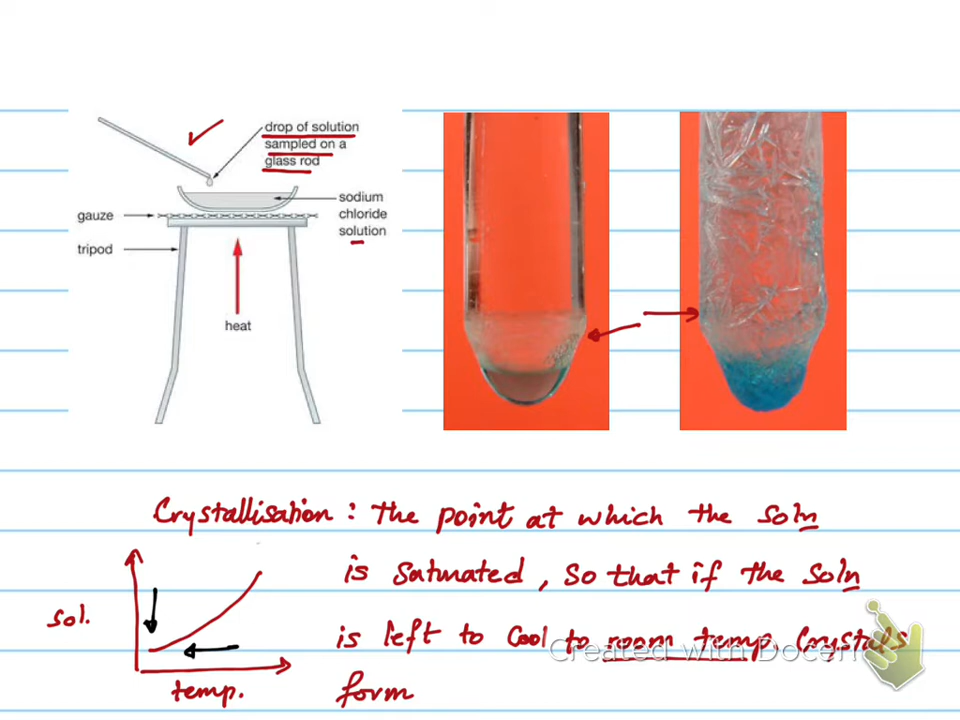 drop of solution
sampled on a
glass rod
sodium
chloride
solution
gauze
tripod
heat
Crystallisation : The point at which the soln
is saturated, so that if the soln
is left to cool to room temp. Crystals
form
sol.
temp.
Created with Doceri